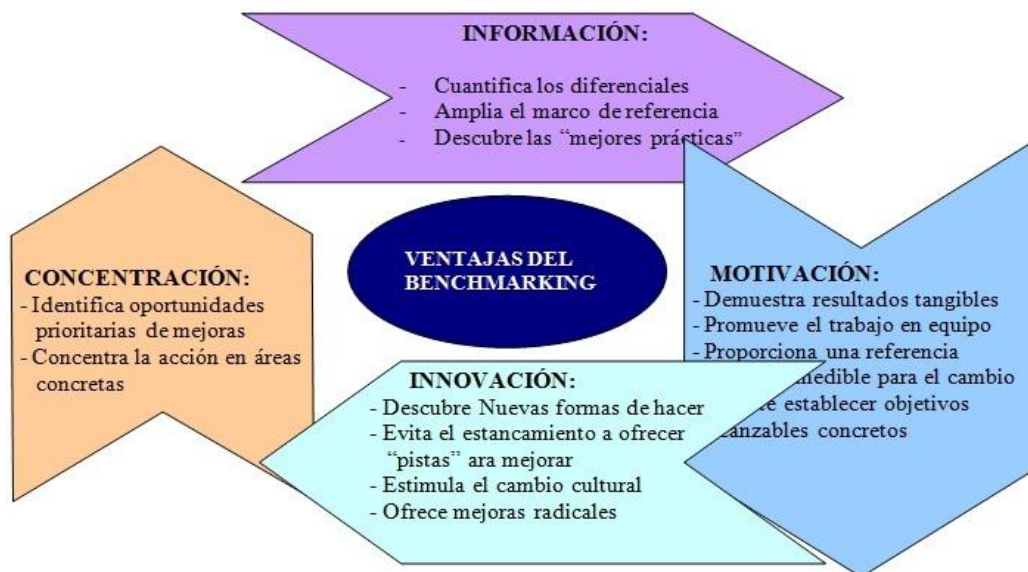 INFORMACIÓN:
- Cuantifica los diferenciales
- Amplia el marco de referencia
- Descubre las “mejores prácticas”
VENTAJAS DEL
BENCHMARKING
CONCENTRACIÓN:
- Identifica oportunidades
prioritarias de mejoras
- Concentra la acción en áreas
concretas
MOTIVACIÓN:
- Demuestra resultados tangibles
- Promueve el trabajo en equipo
- Proporciona una referencia
medible para el cambio
establecer objetivos
concretos
INNOVACIÓN:
- Descubre Nuevas formas de hacer
- Evita el estancamiento a ofrecer
“pistas” ara mejorar
- Estimula el cambio cultural
- Ofrece mejoras radicales